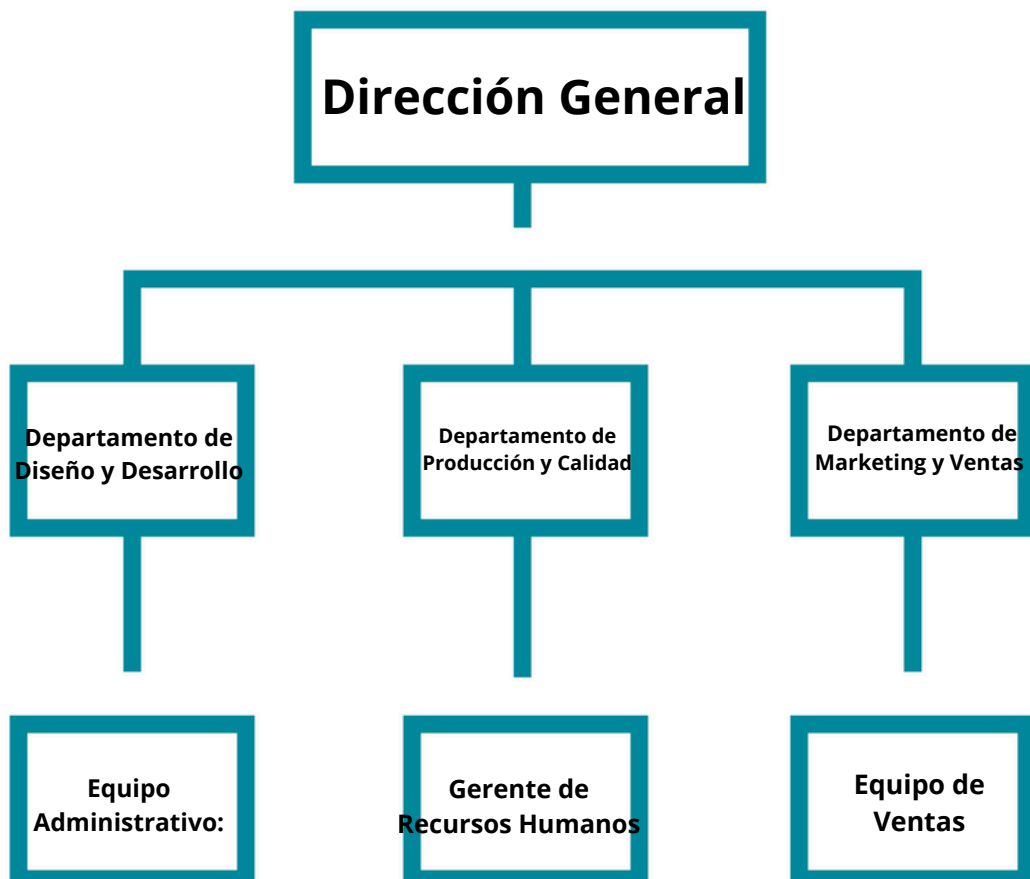 Dirección General
Departamento de
Diseño y Desarrollo
Departamento de
Producción y Calidad
Departamento de
Marketing y Ventas
Equipo
Administrativo:
Gerente de
Recursos Humanos
Equipo de
Ventas